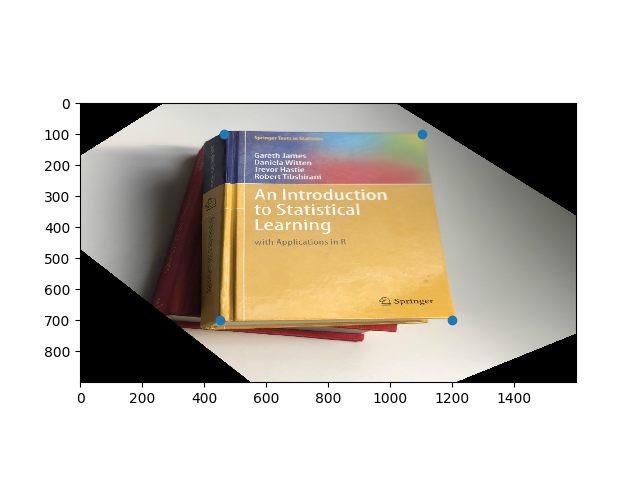 Springer Texts in Statistics
Gareth James
Daniela Witten
Trevor Hastie
Robert Tibshirani
An Introduction
to Statistical
Learning
with Applications in R
Springer
0
100
200
300
400
500
600
700
800
0
200
400
600
800
1000
1200
1400